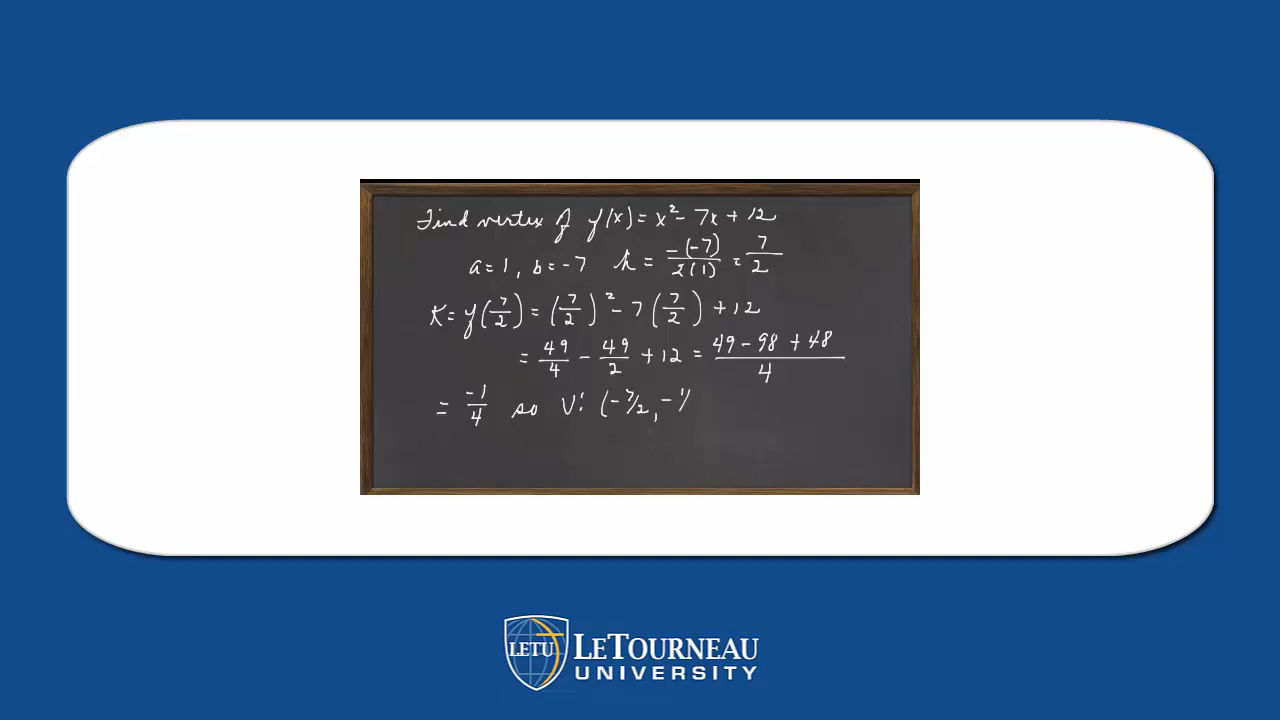 Find vertex of y(x) = x² - 7x + 12
a = 1, b = -7 h = -(-7)/2(1) = 7/2
K = y(7/2) = (7/2)² - 7(7/2) + 12
= 49/4 - 49/2 + 12 = 49 - 98 + 48/4
= -1/4 so V: (-7/2, -1/
LETU LETOURNEAU
UNIVERSITY